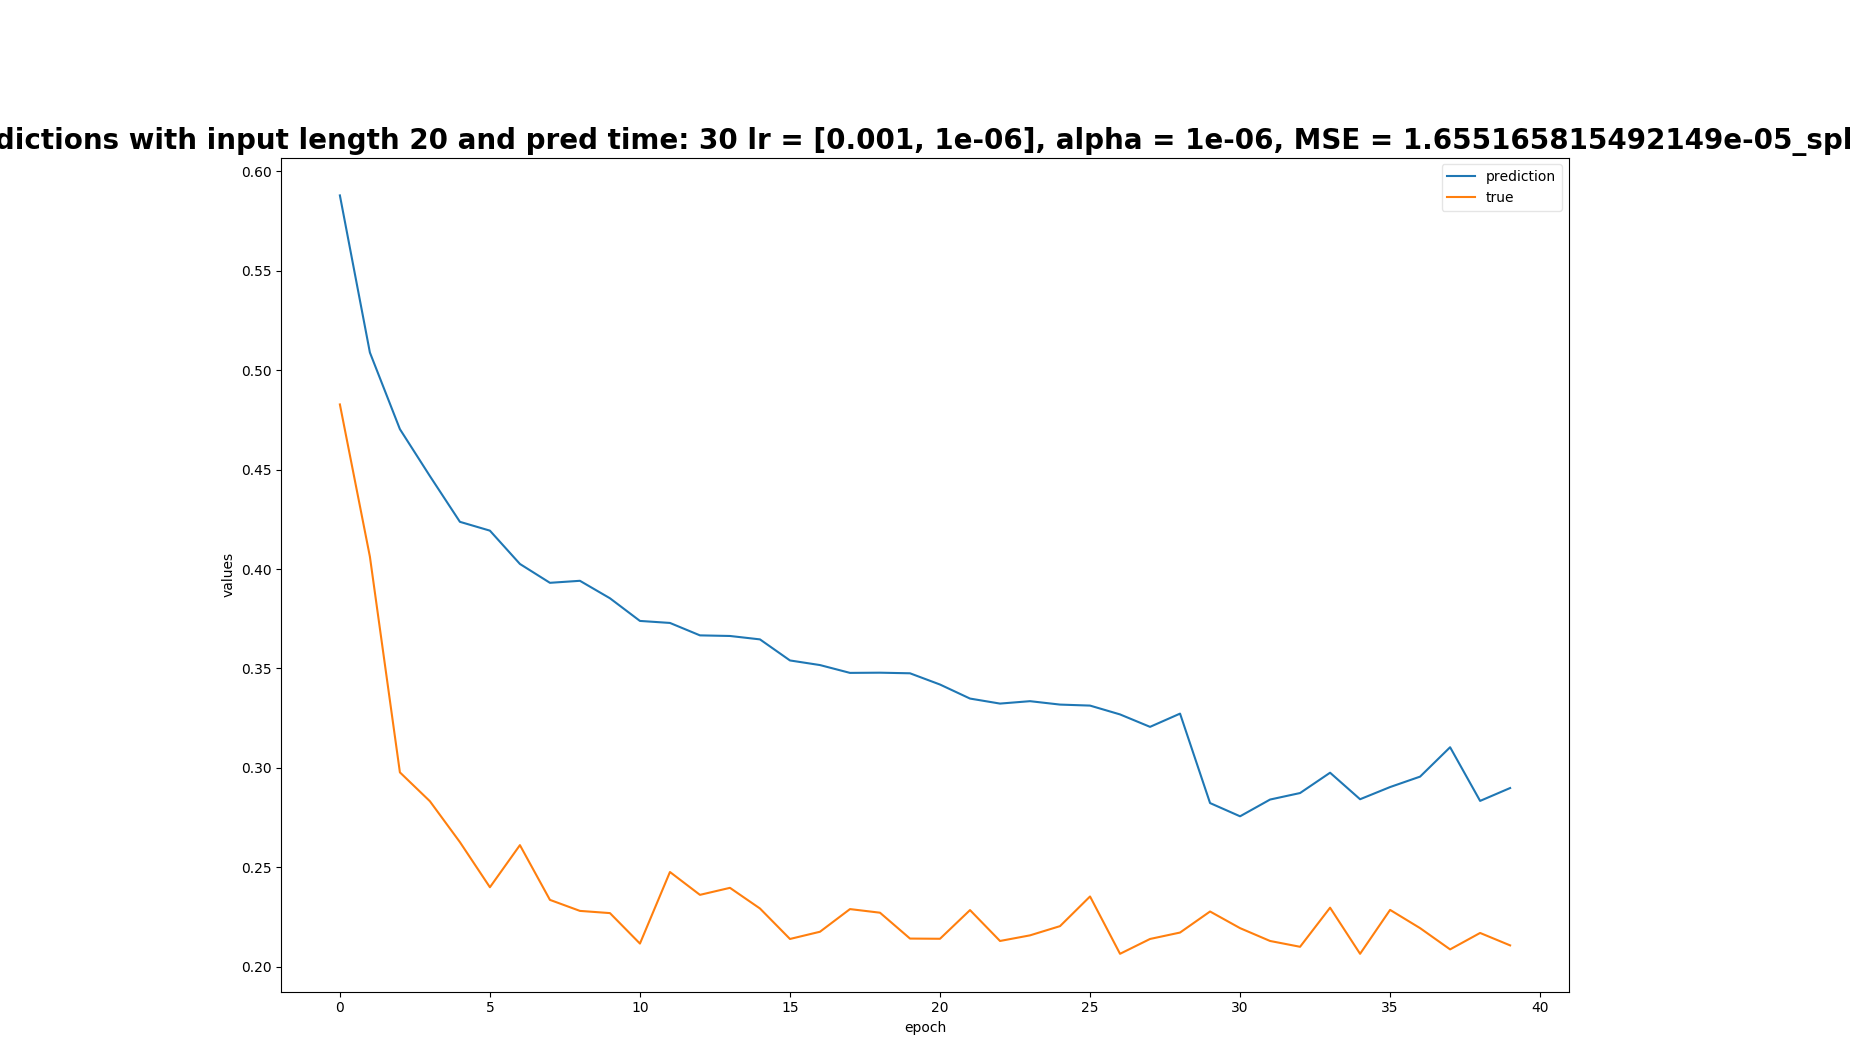 dictions with input length 20 and pred time: 30 lr = [0.001, 1e-06], alpha = 1e-06, MSE = 1.655165815492149e-05_spl
prediction
true
0.60
0.55
0.50
0.45
0.40
0.35
0.30
0.25
0.20
values
0 5 10 15 20 25 30 35 40
epoch